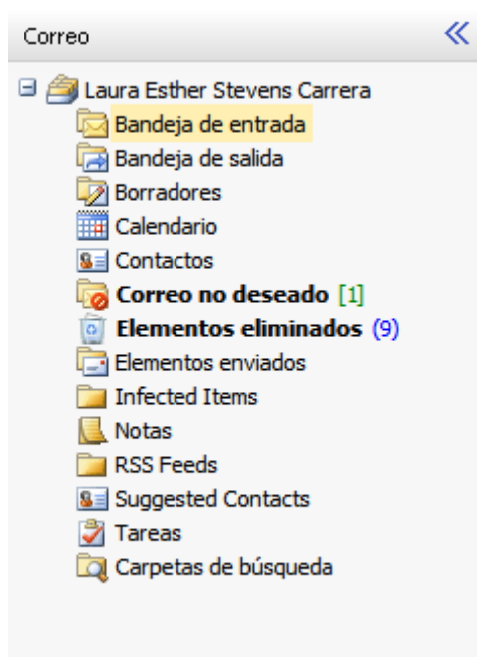 Correo
Laura Esther Stevens Carrera
Bandeja de entrada
Bandeja de salida
Borradores
Calendario
Contactos
Correo no deseado [1]
Elementos eliminados (9)
Elementos enviados
Infected Items
Notas
RSS Feeds
Suggested Contacts
Tareas
Carpetas de búsqueda